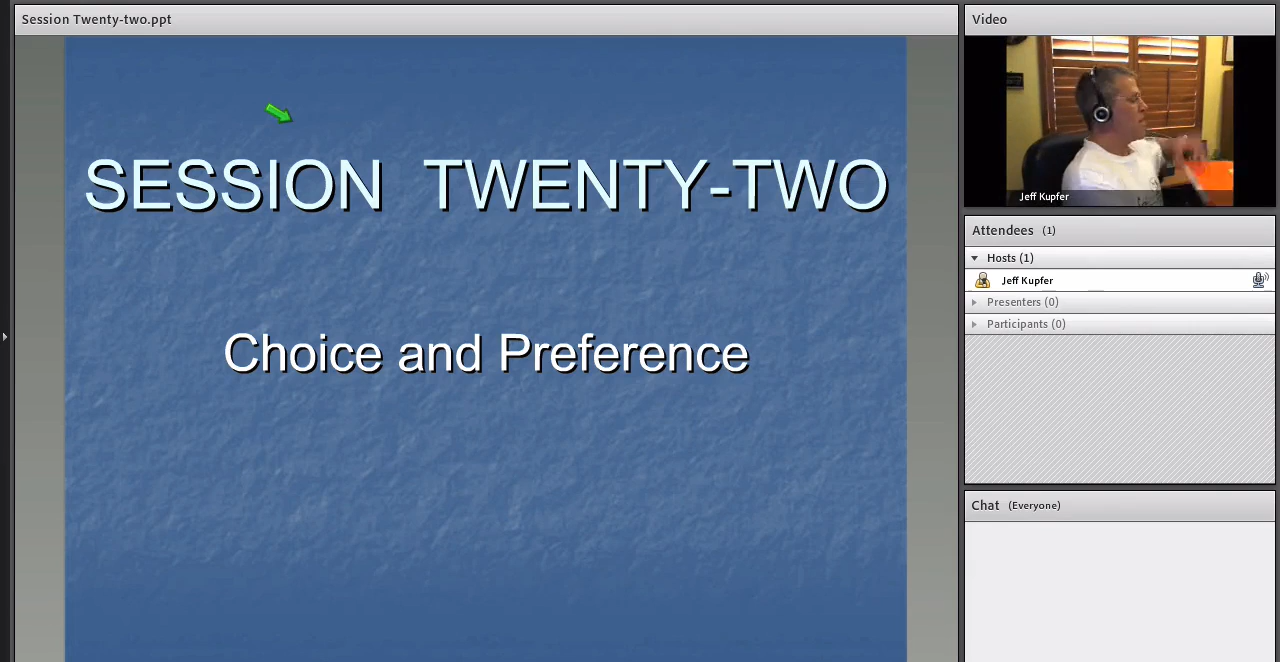 Session Twenty-two.ppt
SESSION TWENTY-TWO
Choice and Preference
Video
Jeff Kupfer
Attendees (1)
Hosts (1)
Jeff Kupfer
Presenters (0)
Participants (0)
Chat (Everyone)